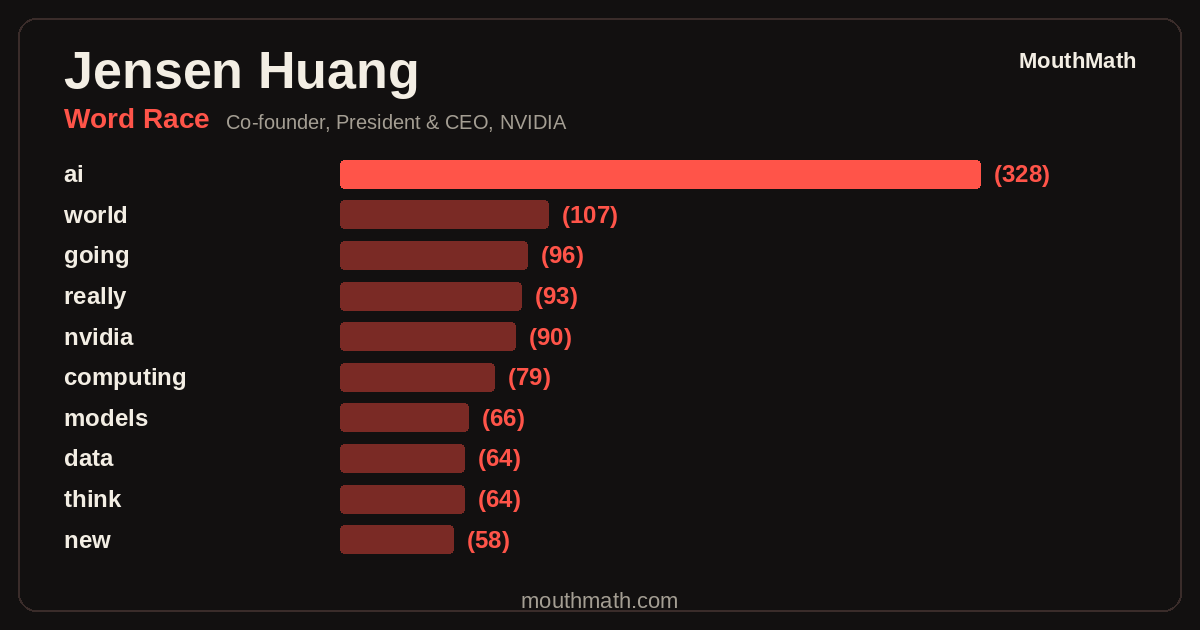 Jensen Huang
MouthMath
Word Race Co-founder, President & CEO, NVIDIA
ai (328)
world (107)
going (96)
really (93)
nvidia (90)
computing (79)
models (66)
data (64)
think (64)
new (58)
mouthmath.com